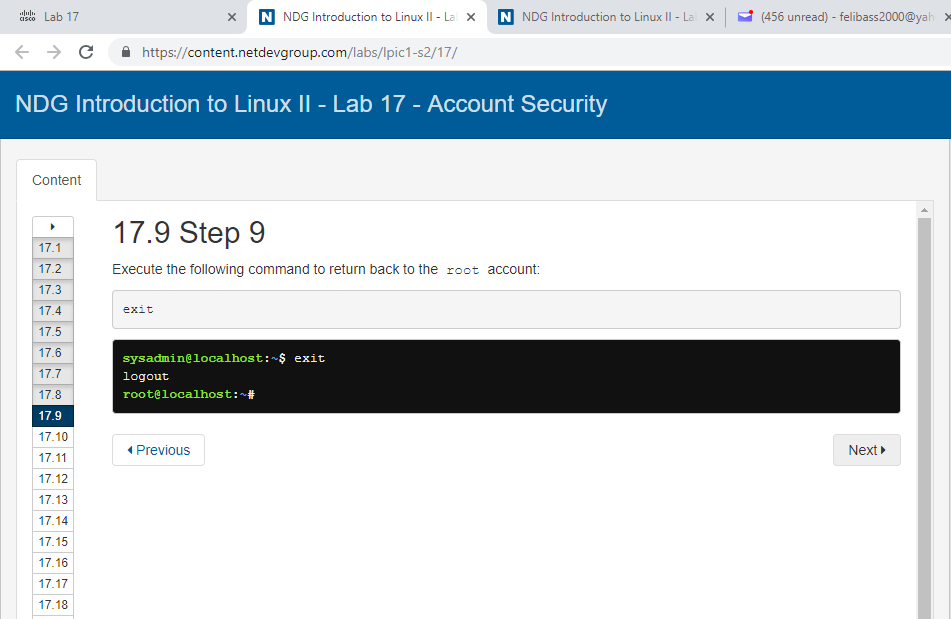 Lab 17
NDG Introduction to Linux II - La
NDG Introduction to Linux II - La
(456 unread) - felibass2000@yah
https://content.netdevgroup.com/labs/lpic1-s2/17/
NDG Introduction to Linux II - Lab 17 - Account Security
Content
17.1
17.2
17.3
17.4
17.5
17.6
17.7
17.8
17.9
17.10
17.11
17.12
17.13
17.14
17.15
17.16
17.17
17.18
17.9 Step 9
Execute the following command to return back to the root account:
exit
sysadmin@localhost:~$ exit
logout
root@localhost:~#
Previous
Next